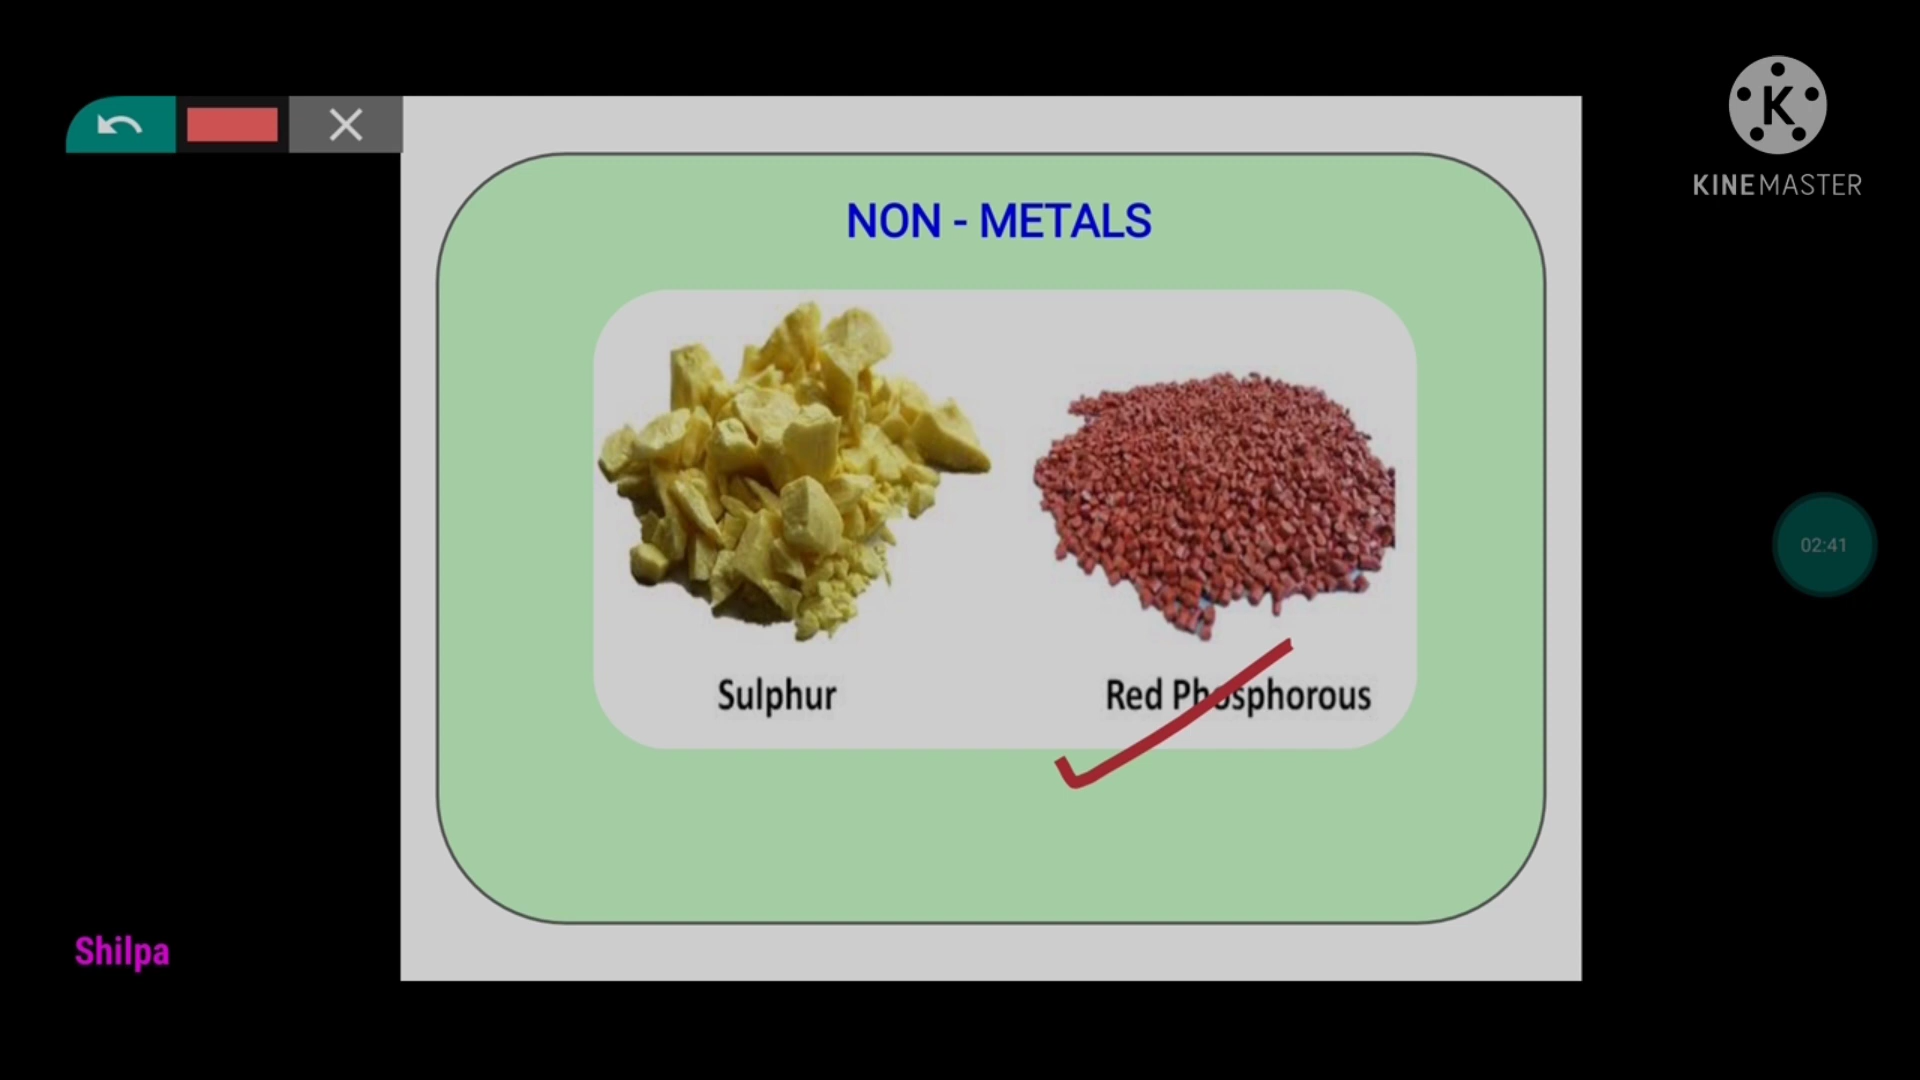 KINEMASTER
NON - METALS
02:41
Sulphur
Red Phosphorous
Shilpa